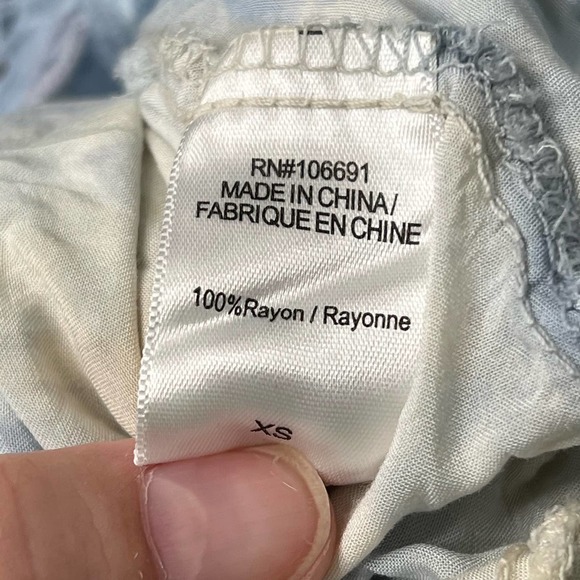 RN#106691
MADE IN CHINA/
FABRIQUE EN CHINE
100%Rayon / Rayonne
XS